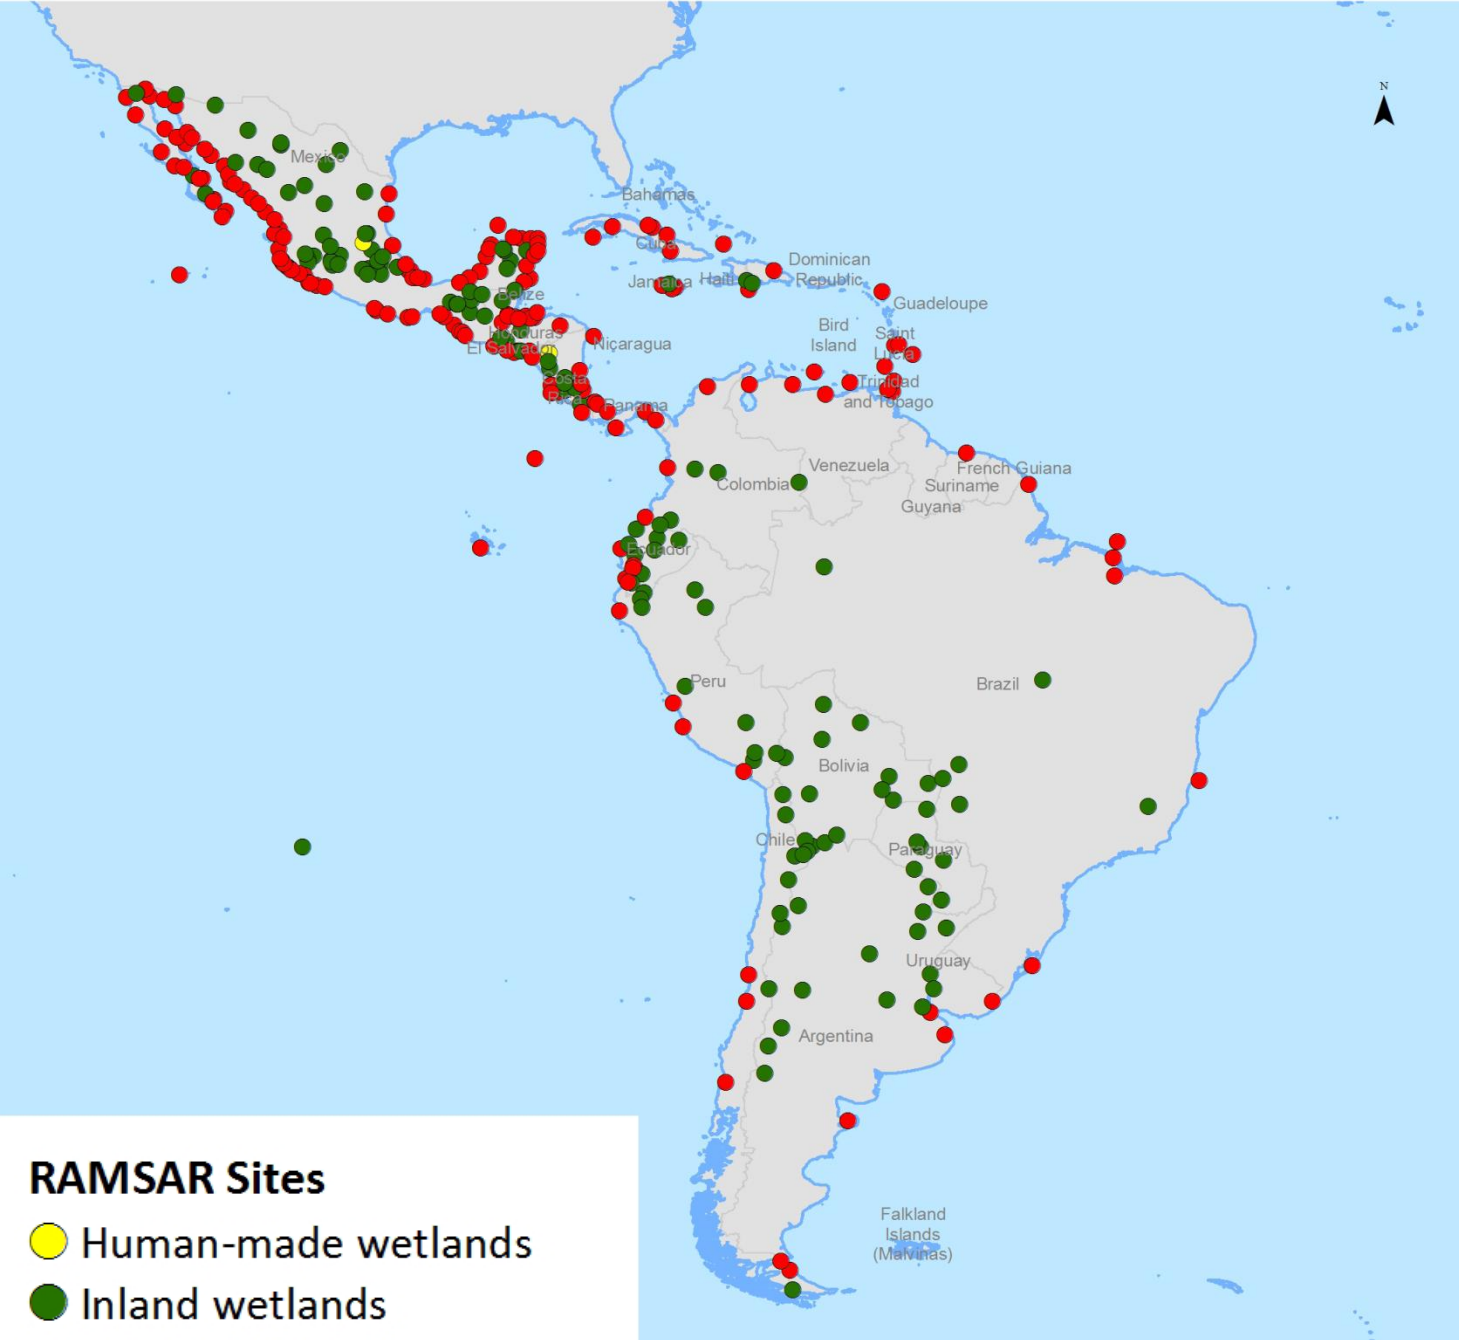 N
Mexico
Bahamas
Cuba
Dominican
Republic
Jamaica
Haiti
Belize
Guadeloupe
Bird
Island
Saint
Lucia
Honduras
El Salvador
Nicaragua
Costa
Rica
Trinidad
and Tobago
Panama
Venezuela
French Guiana
Colombia
Suriname
Guyana
Ecuador
Peru
Brazil
Bolivia
Chile
Paraguay
Uruguay
Argentina
Falkland
Islands
(Malvinas)
RAMSAR Sites
Human-made wetlands
Inland wetlands